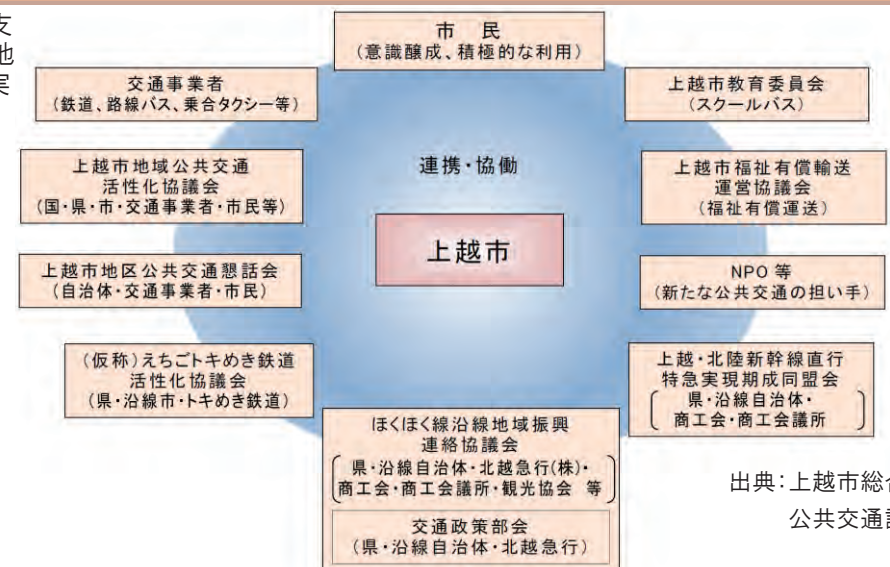 支
地
実
市 民
(意識醸成、積極的な利用)
交通事業者
(鉄道、路線バス、乗合タクシー等)
上越市教育委員会
(スクールバス)
連携・協働
上越市地域公共交通
活性化協議会
(国・県・市・交通事業者・市民等)
上越市福祉有償輸送
運営協議会
(福祉有償運送)
上越市
上越市地区公共交通懇話会
(自治体・交通事業者・市民)
NPO 等
(新たな公共交通の担い手)
(仮称)えちごトキめき鉄道
活性化協議会
(県・沿線市・トキめき鉄道)
上越・北陸新幹線直行
特急実現期成同盟会
県・沿線自治体・
商工会・商工会議所
ほくほく線沿線地域振興
連絡協議会
県・沿線自治体・北越急行(株)・
商工会・商工会議所・観光協会 等
交通政策部会
(県・沿線自治体・北越急行)
出典:上越市総合
公共交通計